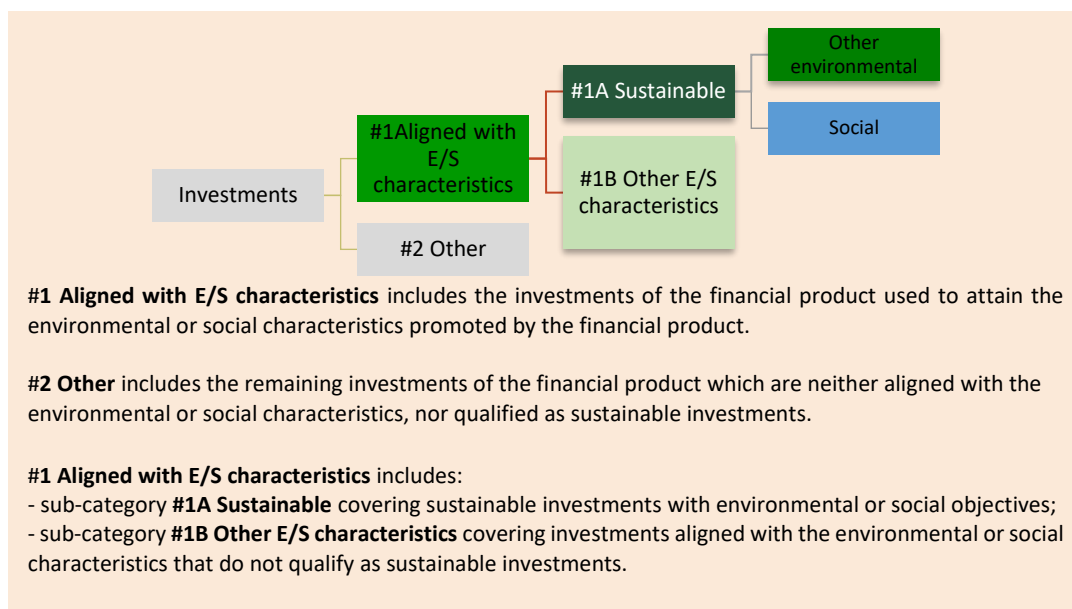 Other
environmental
#1A Sustainable
#1Aligned with
E/S
characteristics
Social
#1B Other E/S
characteristics
Investments
#2 Other
#1 Aligned with E/S characteristics includes the investments of the financial product used to attain the
environmental or social characteristics promoted by the financial product.
#2 Other includes the remaining investments of the financial product which are neither aligned with the
environmental or social characteristics, nor qualified as sustainable investments.
#1 Aligned with E/S characteristics includes:
- sub-category #1A Sustainable covering sustainable investments with environmental or social objectives;
- sub-category #1B Other E/S characteristics covering investments aligned with the environmental or social
characteristics that do not qualify as sustainable investments.